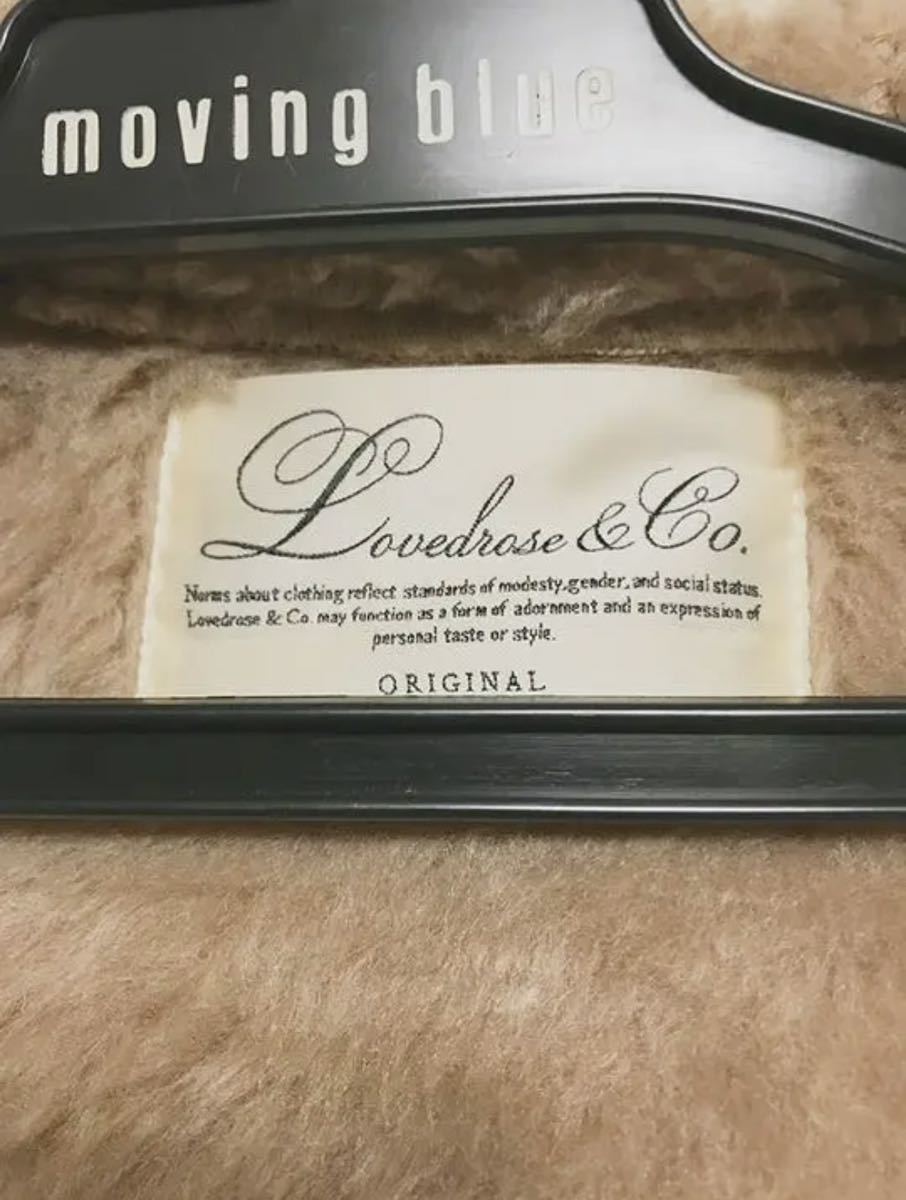 moving blue
Lovedrose & Co.
Norms about clothing reflect standards of modesty,gender, and social status.
Lovedrose & Co. may function as a form of adornment and an expression of
personal taste or style.
ORIGINAL